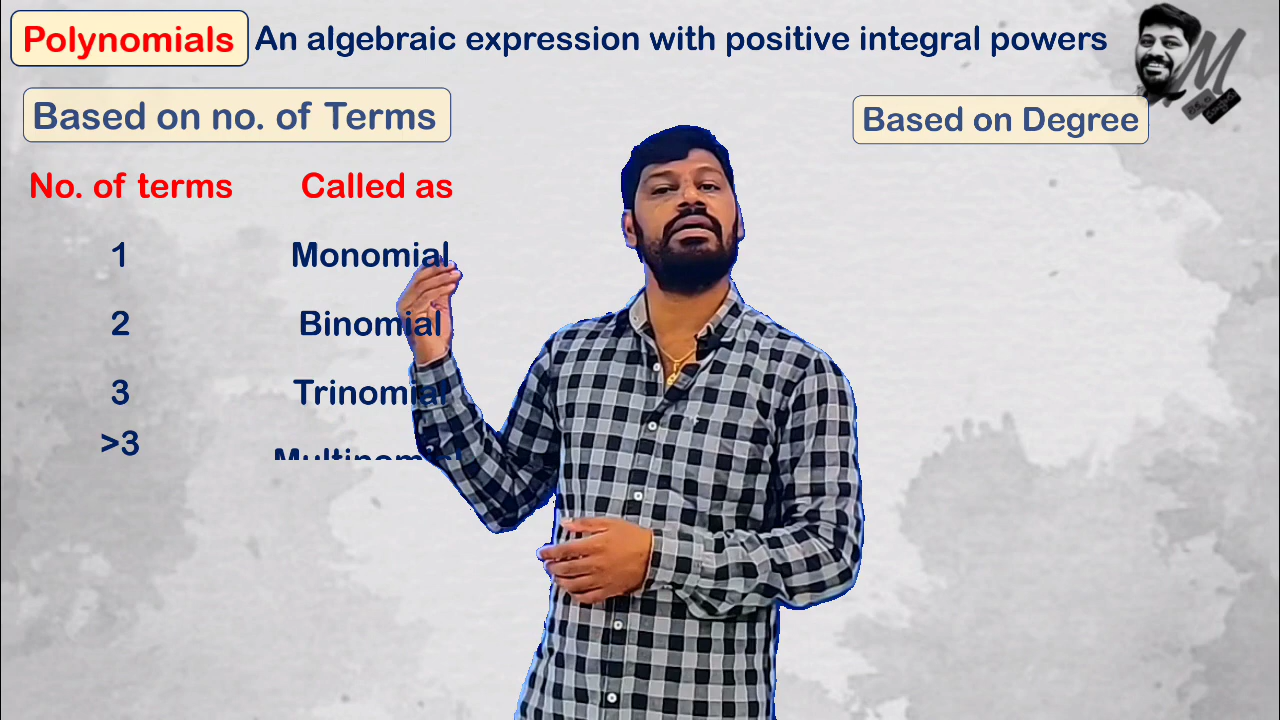 Polynomials An algebraic expression with positive integral powers
Based on no. of Terms
Based on Degree
No. of terms Called as
1 Monomial
2 Binomial
3 Trinomial
>3